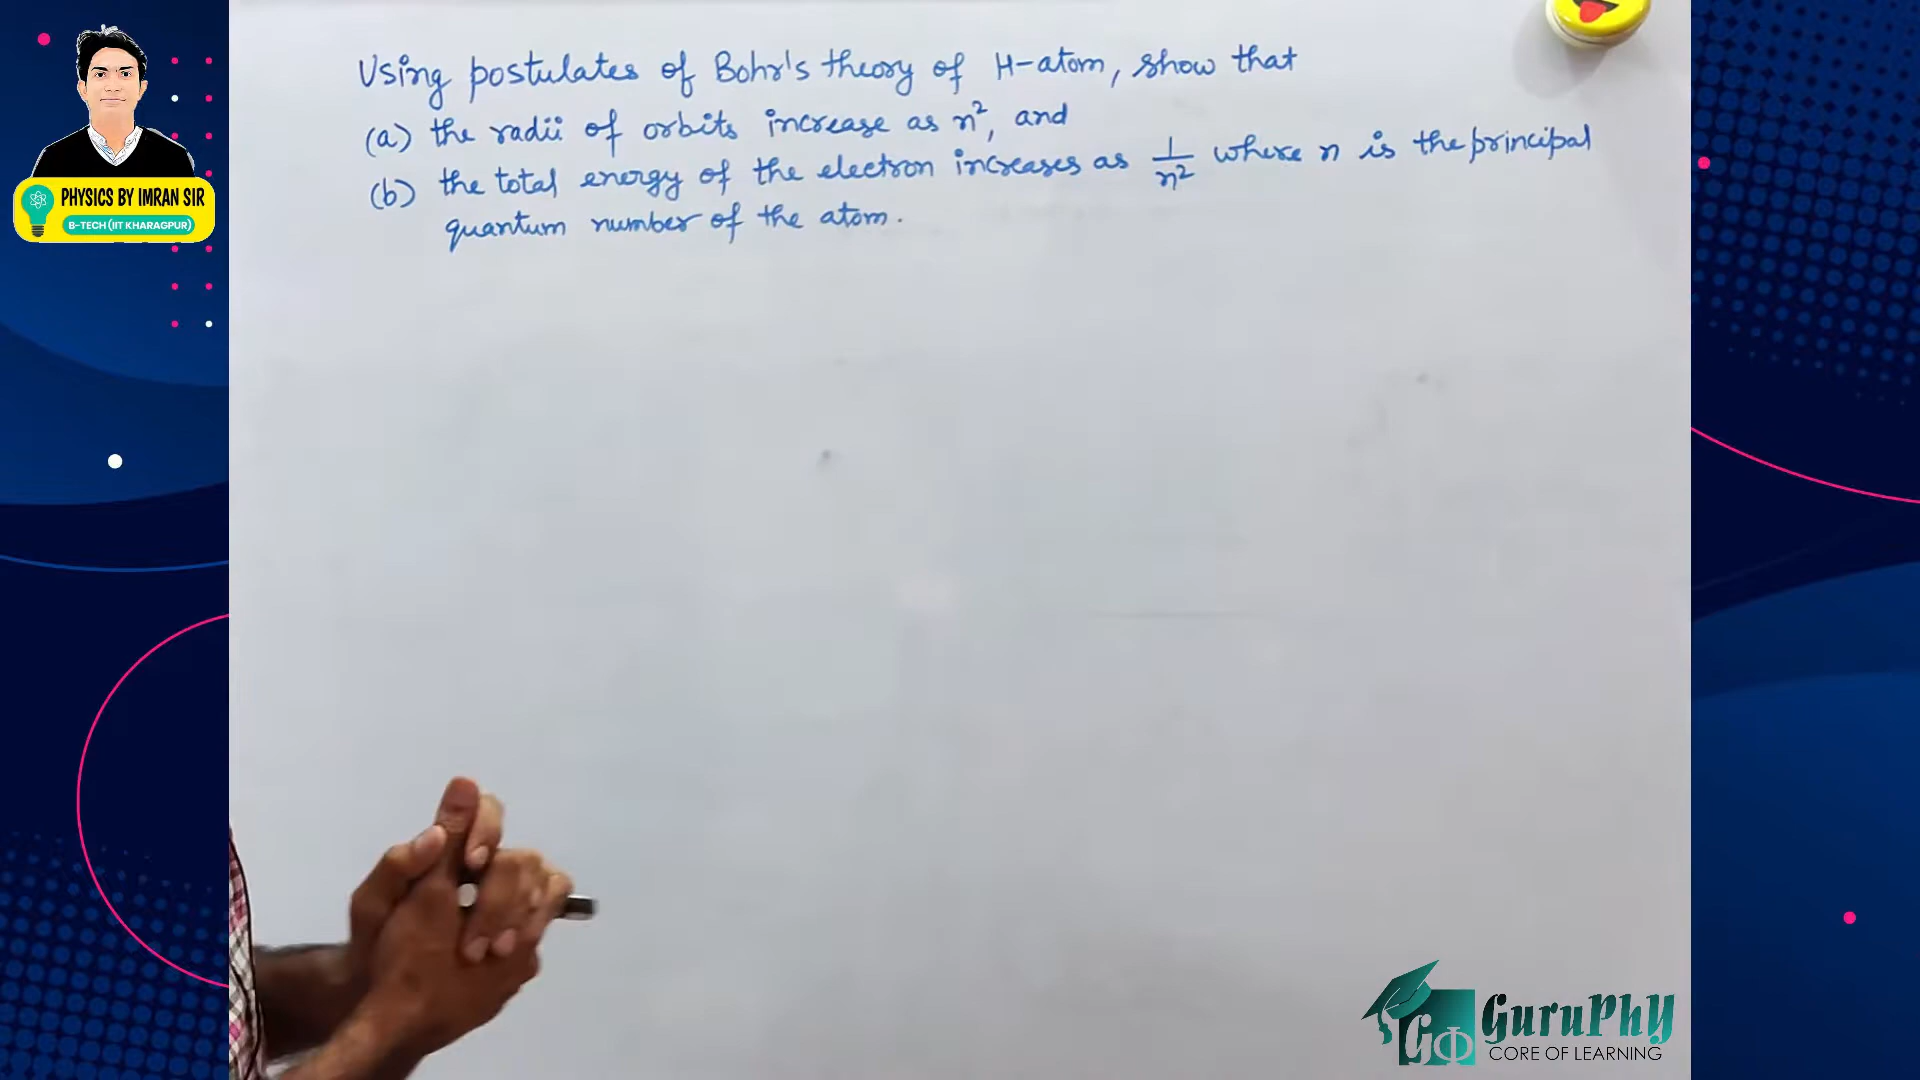 Using postulates of Bohr's theory of H-atom, show that
(a) the radii of orbits increase as n², and
(b) the total energy of the electron increases as 1/n² where n is the principal
quantum number of the atom.
PHYSICS BY IMRAN SIR
B-TECH (IIT KHARAGPUR)
GΦ
GuruPhy
CORE OF LEARNING